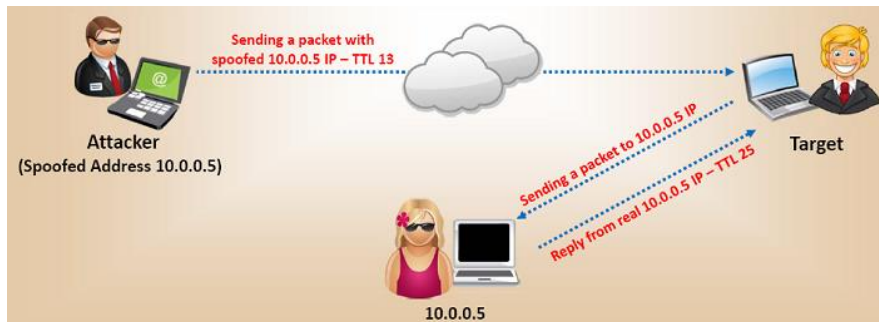 Sending a packet with
spoofed 10.0.0.5 IP – TTL 13
@
Attacker
(Spoofed Address 10.0.0.5)
Target
Sending a packet to 10.0.0.5 IP
Reply from real 10.0.0.5 IP – TTL 25
10.0.0.5